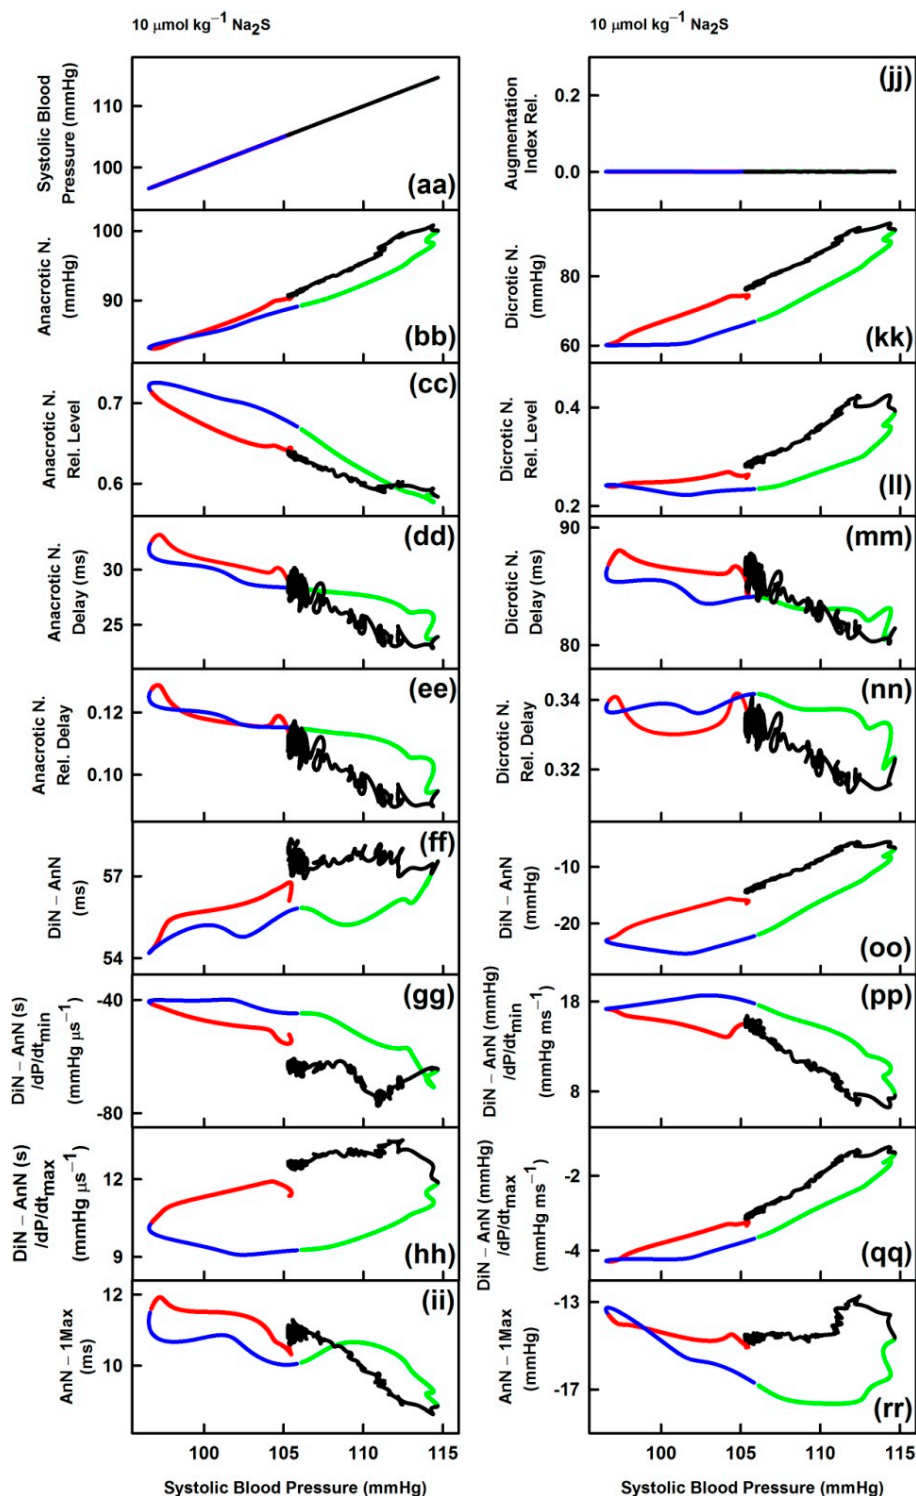 10 μmol kg⁻¹ Na₂S
10 μmol kg⁻¹ Na₂S
Systolic Blood
Pressure (mmHg)
110
100
(aa)
Augmentation
Index Rel.
0.2
0.0
(jj)
Anacrotic N.
(mmHg)
100
90
(bb)
Dicrotic N.
(mmHg)
80
60
(kk)
Anacrotic N.
Rel. Level
0.7
0.6
(cc)
Dicrotic N.
Rel. Level
0.4
0.2
(ll)
Anacrotic N.
Delay (ms)
30
25
(dd)
Dicrotic N.
Delay (ms)
90
80
(mm)
Anacrotic N.
Rel. Delay
0.12
0.10
(ee)
Dicrotic N.
Rel. Delay
0.34
0.32
(nn)
DiN – AnN
(ms)
57
54
(ff)
DiN – AnN
(mmHg)
-10
-20
(oo)
DiN – AnN (s)
/dP/dt_min
(mmHg μs⁻¹)
-40
-80
(gg)
DiN – AnN (mmHg)
/dP/dt_min
(mmHg ms⁻¹)
18
8
(pp)
DiN – AnN (s)
/dP/dt_max
(mmHg μs⁻¹)
12
9
(hh)
DiN – AnN (mmHg)
/dP/dt_max
(mmHg ms⁻¹)
-2
-4
(qq)
AnN – 1Max
(ms)
12
10
(ii)
AnN – 1Max
(mmHg)
-13
-17
(rr)
100 105 110 115
100 105 110 115
Systolic Blood Pressure (mmHg)
Systolic Blood Pressure (mmHg)